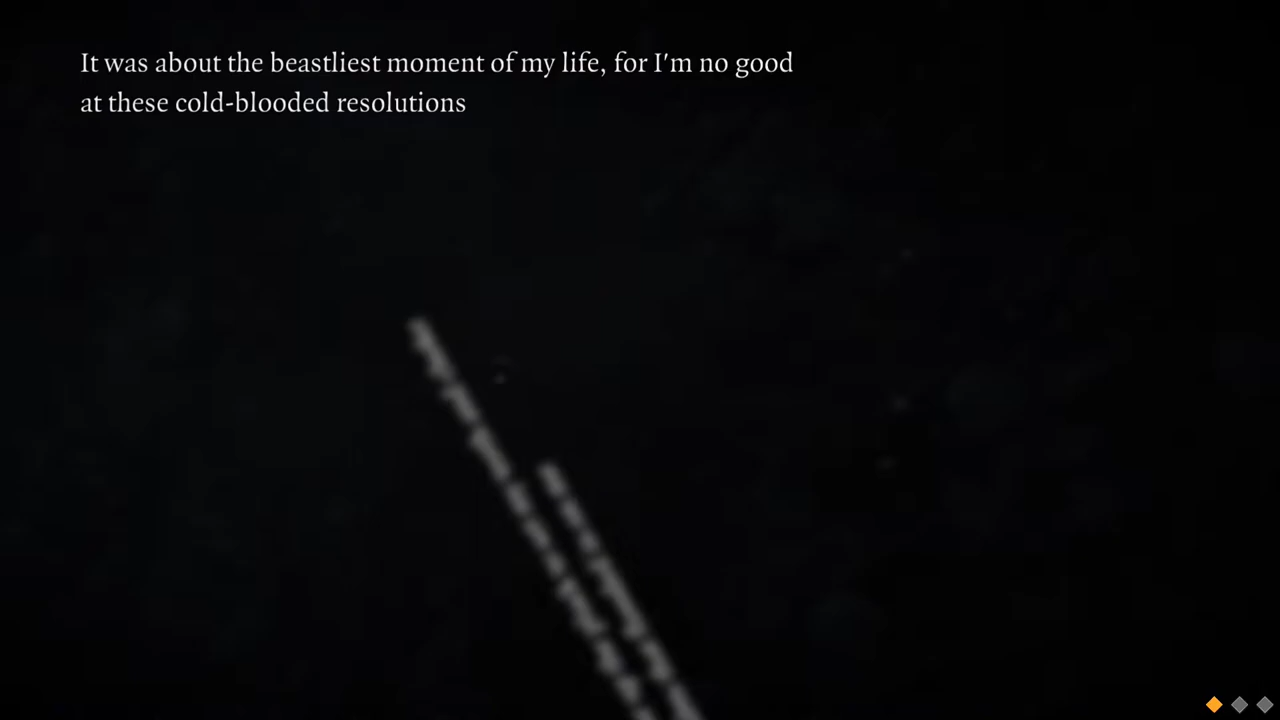 It was about the beastliest moment of my life, for I'm no good
at these cold-blooded resolutions